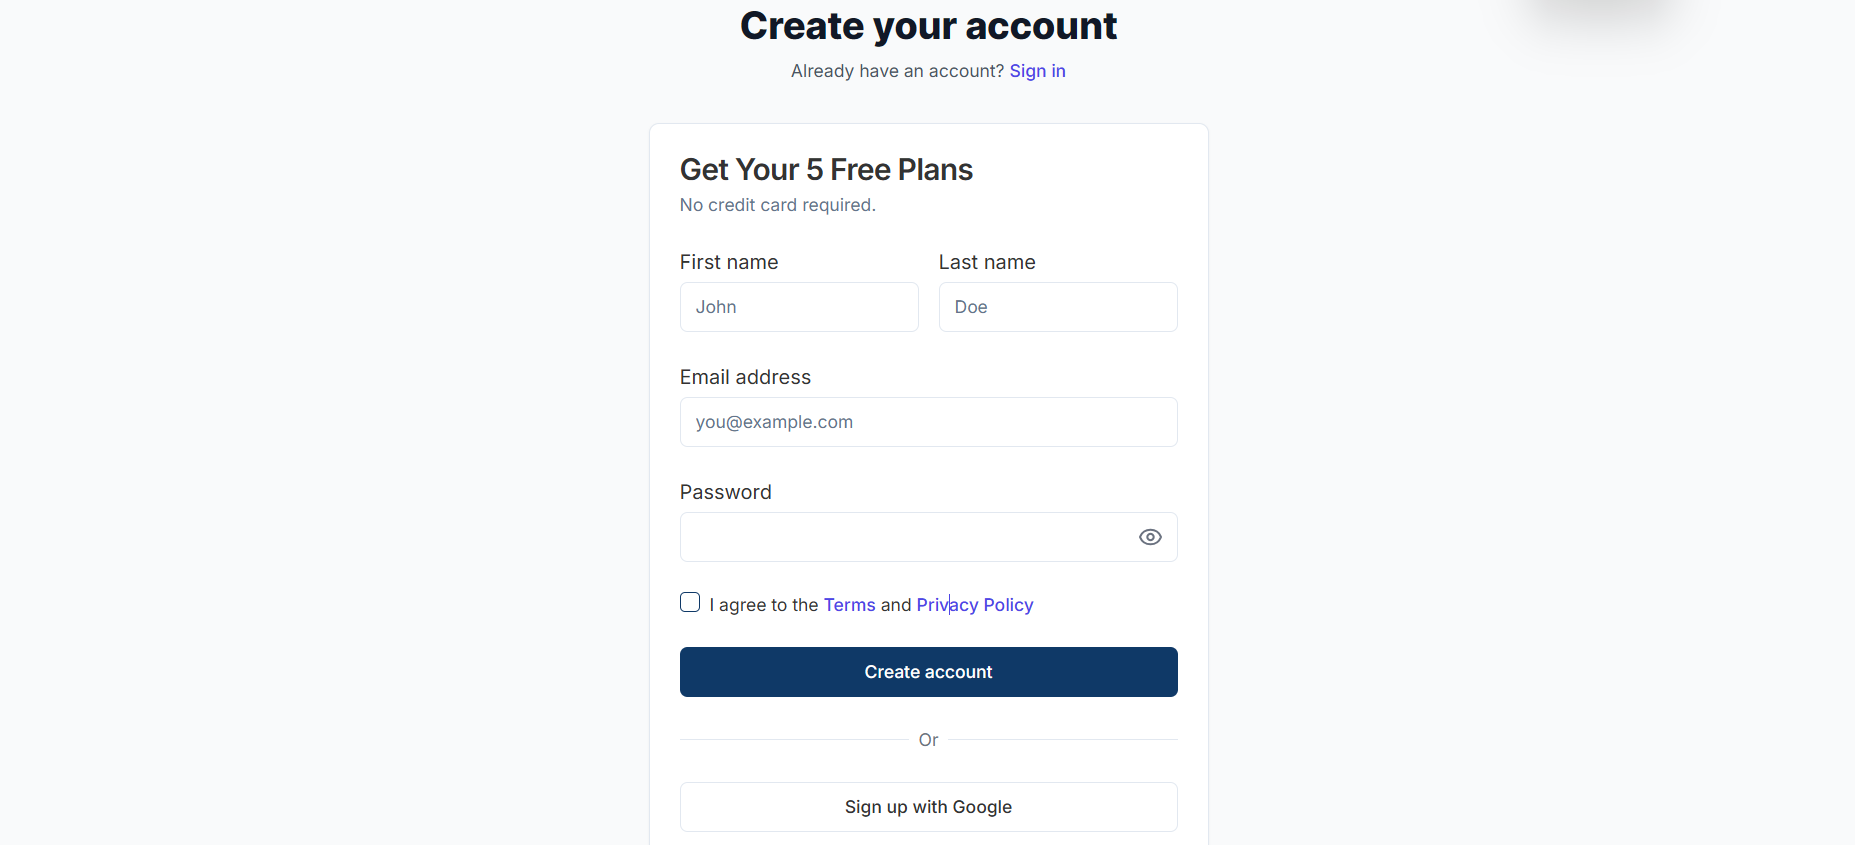 Create your account
Already have an account? Sign in
Get Your 5 Free Plans
No credit card required.
First name
Last name
John
Doe
Email address
you@example.com
Password
I agree to the Terms and Privacy Policy
Create account
Or
Sign up with Google